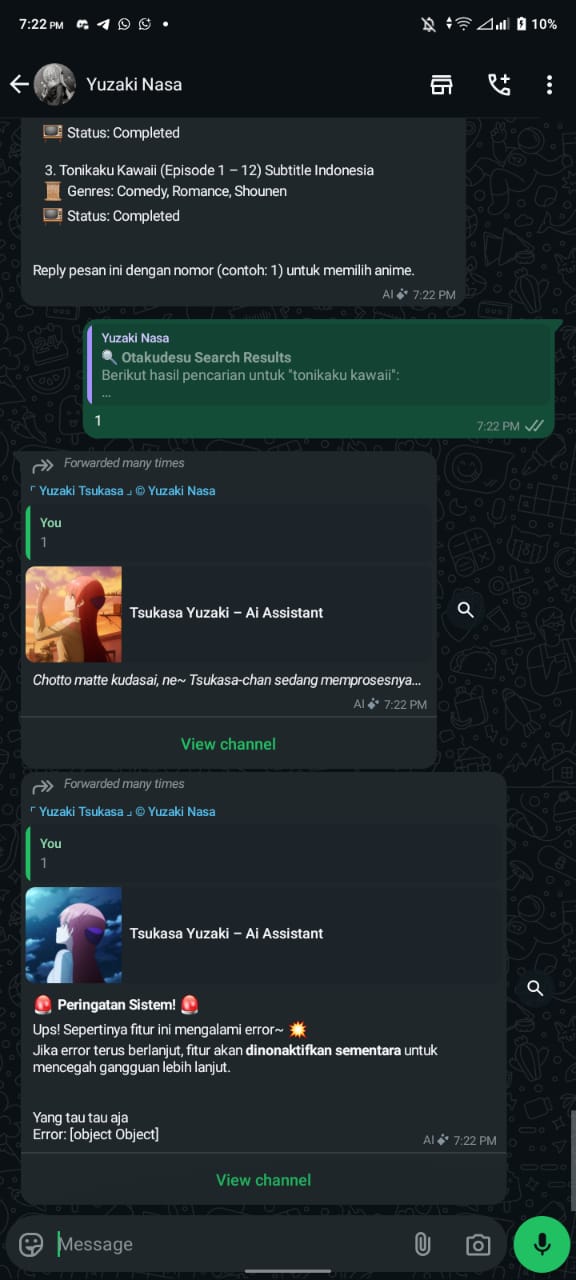 7:22 PM
10%
Yuzaki Nasa
Status: Completed
3. Tonikaku Kawaii (Episode 1 – 12) Subtitle Indonesia
Genres: Comedy, Romance, Shounen
Status: Completed
Reply pesan ini dengan nomor (contoh: 1) untuk memilih anime.
AI 7:22 PM
Yuzaki Nasa
Otakudesu Search Results
Berikut hasil pencarian untuk "tonikaku kawaii":
...
1
7:22 PM
Forwarded many times
「 Yuzaki Tsukasa 」 © Yuzaki Nasa
You
1
Tsukasa Yuzaki – Ai Assistant
Chotto matte kudasai, ne~ Tsukasa-chan sedang memprosesnya...
AI 7:22 PM
View channel
Forwarded many times
「 Yuzaki Tsukasa 」 © Yuzaki Nasa
You
1
Tsukasa Yuzaki – Ai Assistant
Peringatan Sistem!
Ups! Sepertinya fitur ini mengalami error~
Jika error terus berlanjut, fitur akan dinonaktifkan sementara untuk
mencegah gangguan lebih lanjut.
Yang tau tau aja
Error: [object Object]
AI 7:22 PM
View channel
Message